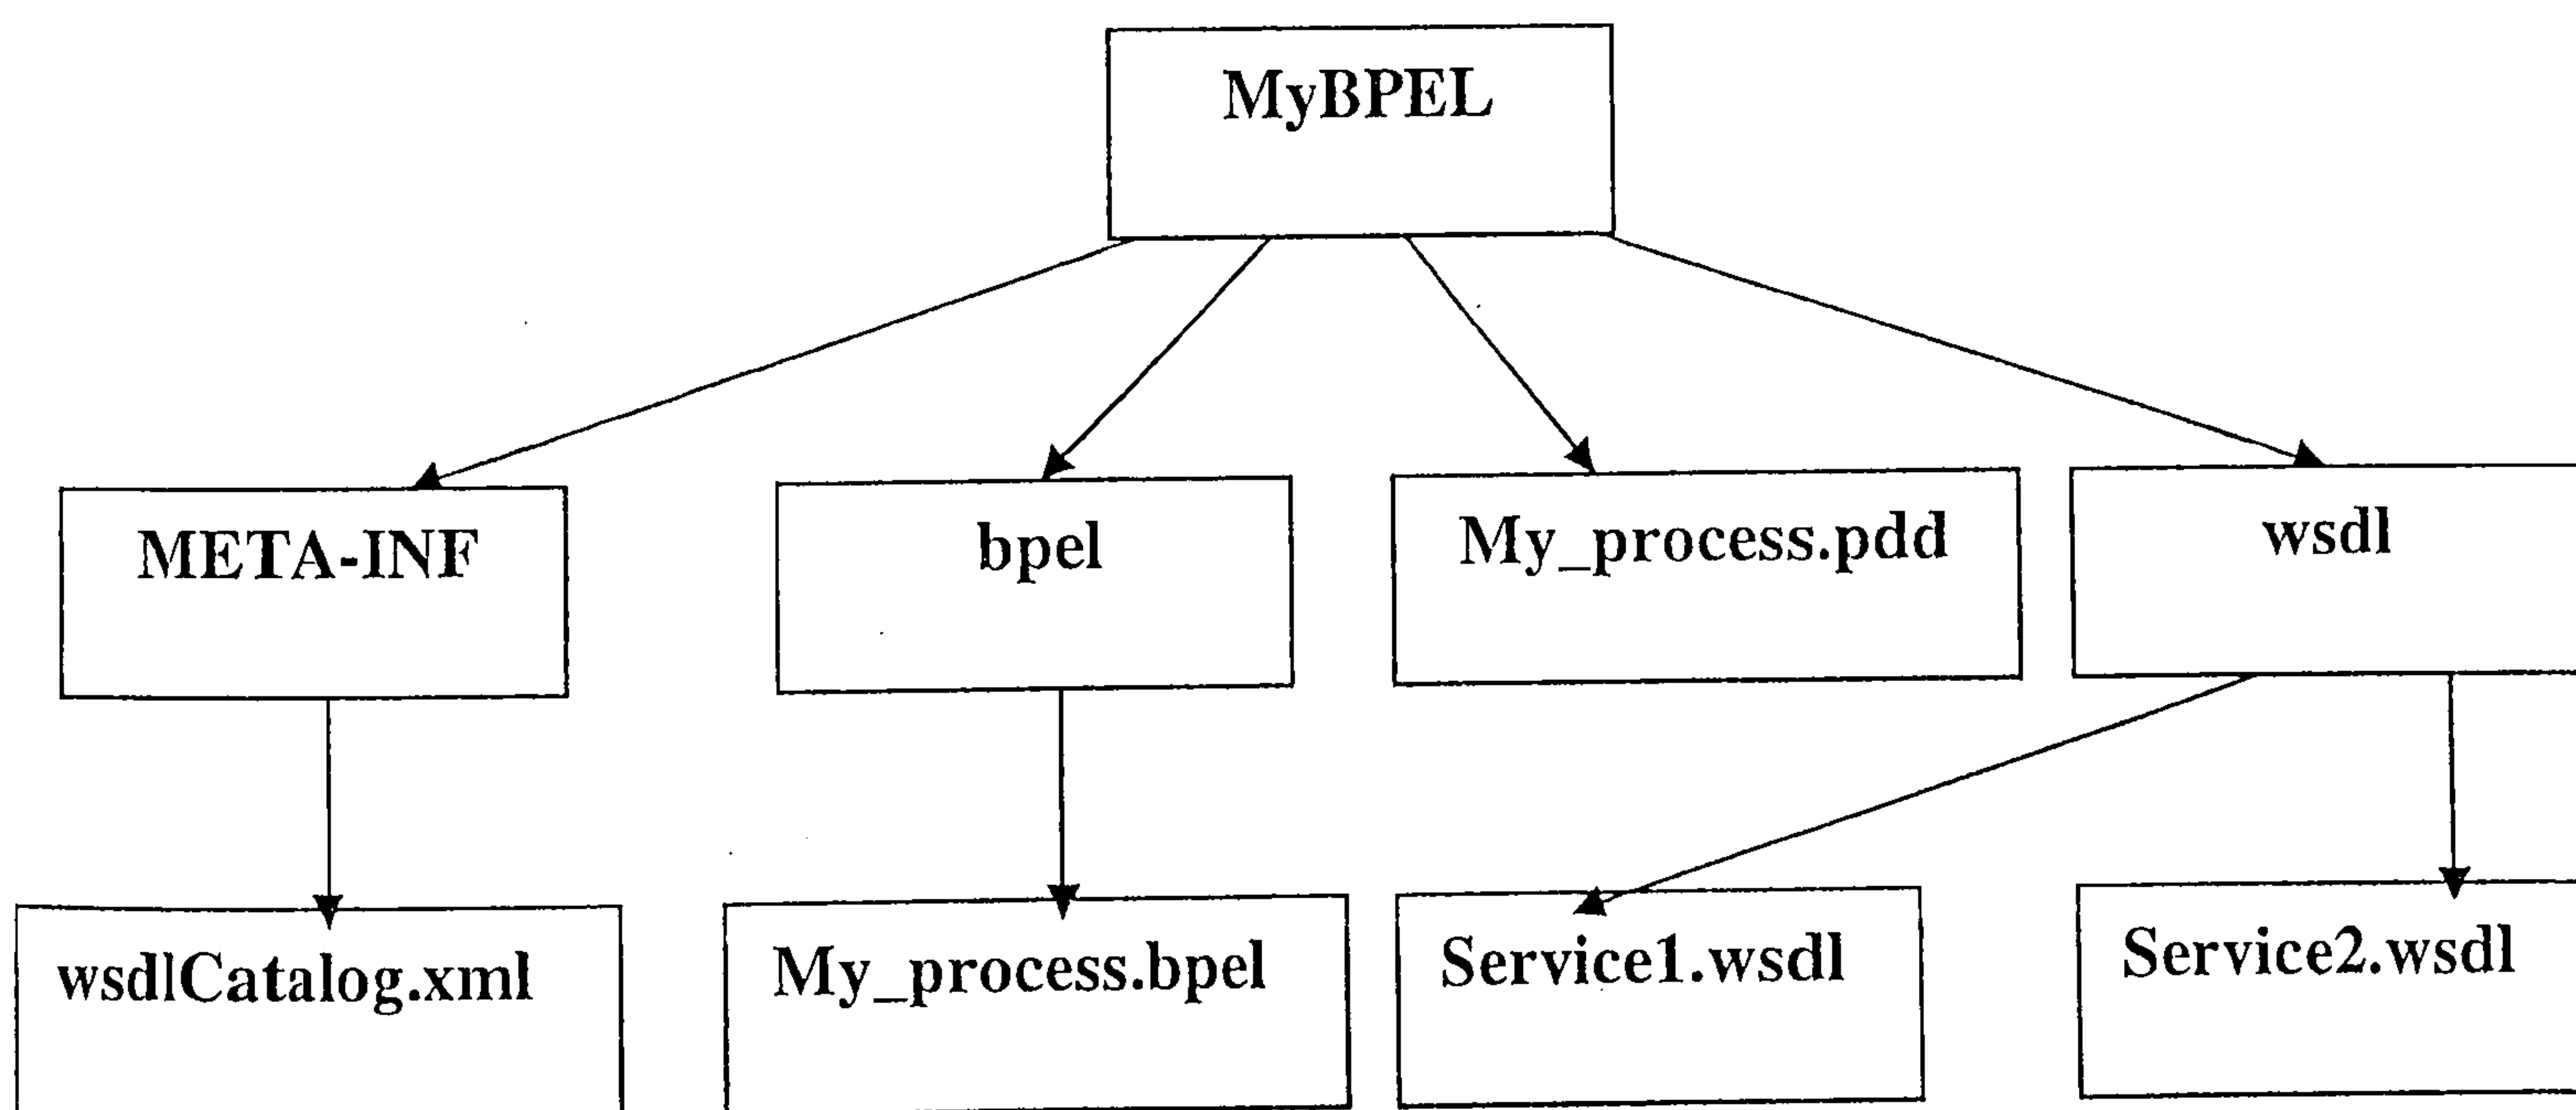 MyBPEL
META-INF
bpel
My_process.pdd
wsdl
wsdlCatalog.xml
My_process.bpel
Service1.wsdl
Service2.wsdl